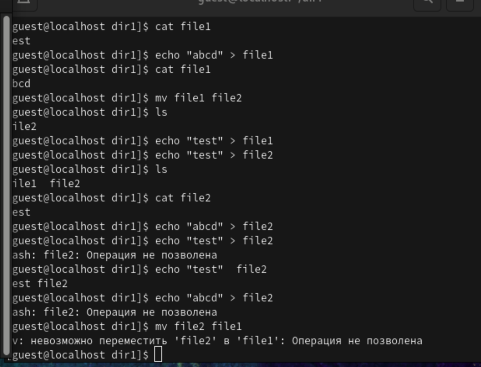 guest@localhost dir1]$ cat file1
est
guest@localhost dir1]$ echo "abcd" > file1
guest@localhost dir1]$ cat file1
bcd
guest@localhost dir1]$ mv file1 file2
guest@localhost dir1]$ ls
ile2
guest@localhost dir1]$ echo "test" > file1
guest@localhost dir1]$ echo "test" > file2
guest@localhost dir1]$ ls
ile1  file2
guest@localhost dir1]$ cat file2
est
guest@localhost dir1]$ echo "abcd" > file2
guest@localhost dir1]$ echo "test" > file2
ash: file2: Операция не позволена
guest@localhost dir1]$ echo "test"  file2
est file2
guest@localhost dir1]$ echo "abcd" > file2
ash: file2: Операция не позволена
guest@localhost dir1]$ mv file2 file1
v: невозможно переместить 'file2' в 'file1': Операция не позволена
guest@localhost dir1]$